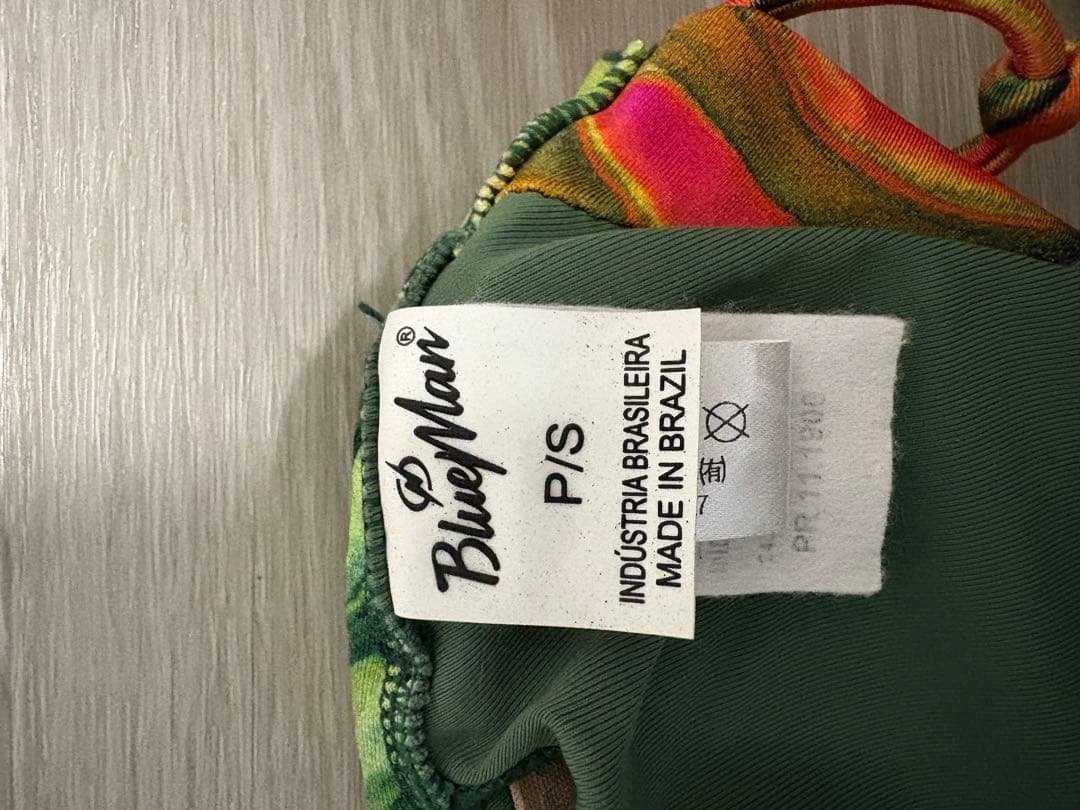 BlueMan®
P/S
INDÚSTRIA BRASILEIRA
MADE IN BRAZIL